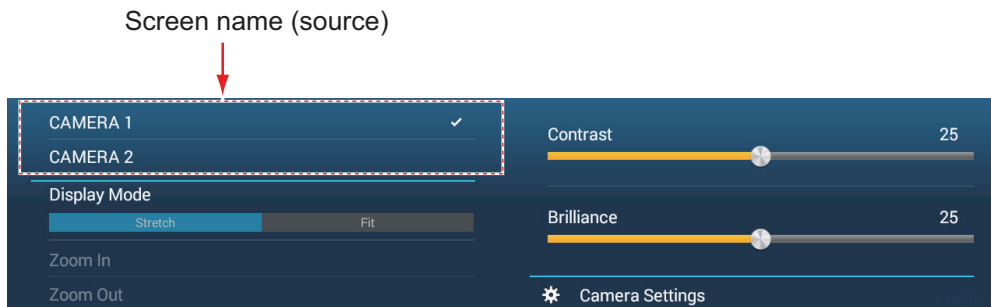 Screen name (source)
CAMERA 1
CAMERA 2
Display Mode
Stretch Fit
Zoom In
Zoom Out
Contrast 25
Brilliance 25
Camera Settings